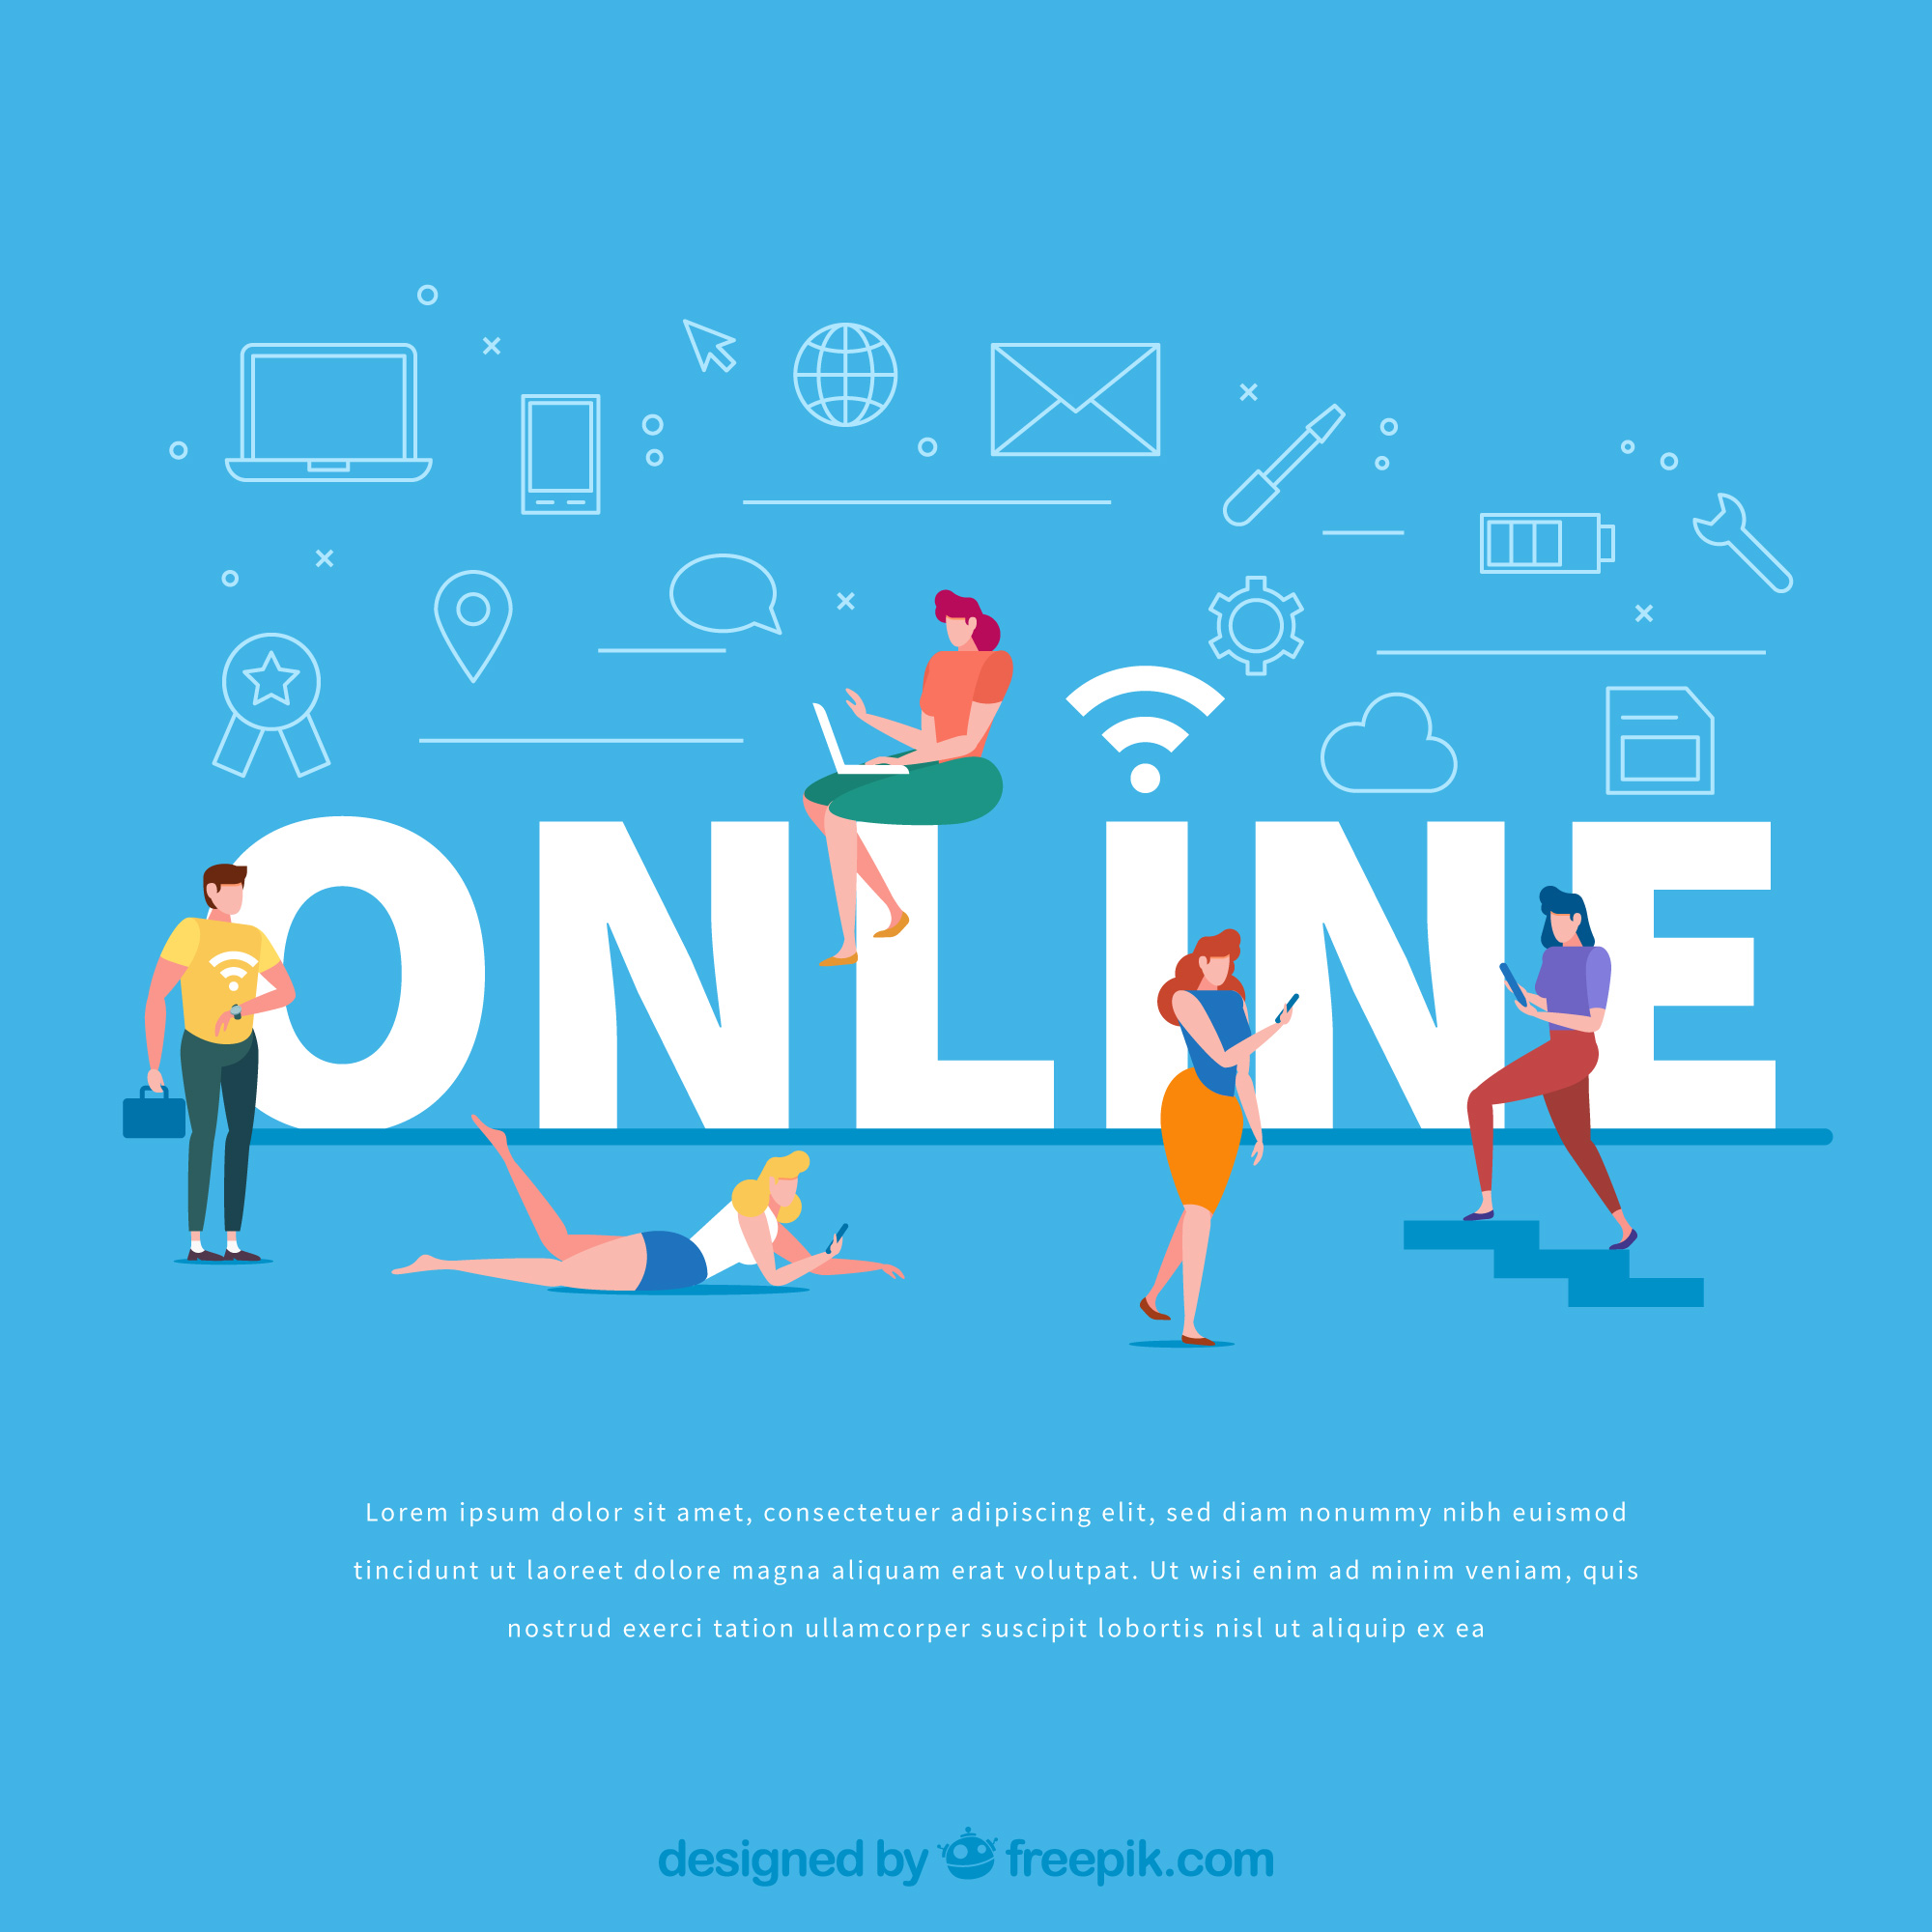 ONLINE
Lorem ipsum dolor sit amet, consectetuer adipiscing elit, sed diam nonummy nibh euismod
tincidunt ut laoreet dolore magna aliquam erat volutpat. Ut wisi enim ad minim veniam, quis
nostrud exerci tation ullamcorper suscipit lobortis nisl ut aliquip ex ea
designed by freepik.com